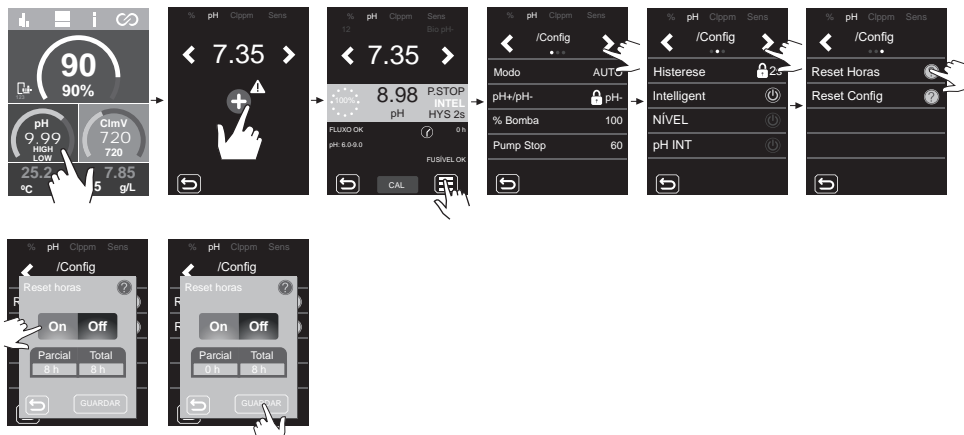 90
90%
pH
9.99
HIGH
LOW
ClmV
720
720
25.2
7.85
ºC
5
g/L
% pH Clppm Sens
7.35
% pH Clppm Sens
12 Bio pH-
7.35
100%
8.98
pH
P.STOP
INTEL
HYS 2s
FLUXO OK
0 h
pH: 6.0-9.0
FUSÍVEL OK
CAL
% pH Clppm Sens
/Config
Modo AUTO
pH+/pH- pH-
% Bomba 100
Pump Stop 60
% pH Clppm Sens
/Config
Histerese 2s
Intelligent
NÍVEL
pH INT
% pH Clppm Sens
/Config
Reset Horas
Reset Config ?
% pH Clppm Sens
/Config
Reset horas ?
R
R
On Off
Parcial Total
8 h 8 h
GUARDAR
% pH Clppm Sens
/Config
Reset horas ?
R
R
On Off
Parcial Total
0 h 8 h
GUARDAR